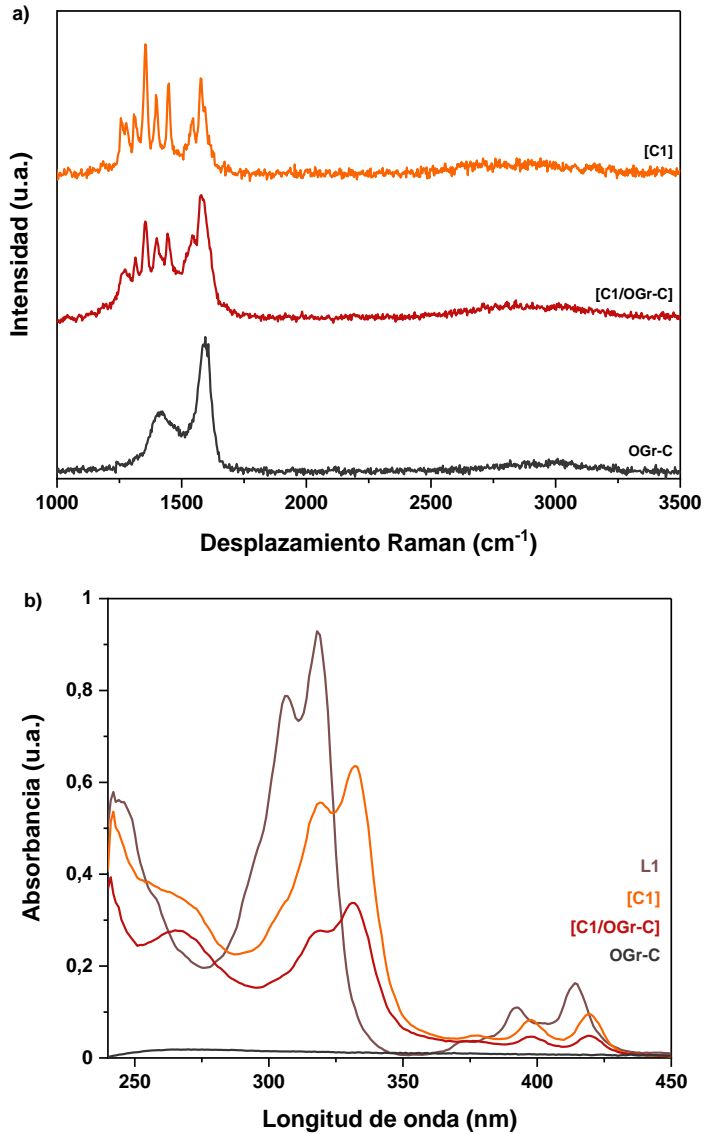 a)
Intensidad (u.a.)
[C1]
[C1/OGr-C]
OGr-C
1000 1500 2000 2500 3000 3500
Desplazamiento Raman (cm⁻¹)
b)
Absorbancia (u.a.)
1
0,8
0,6
0,4
0,2
0
L1
[C1]
[C1/OGr-C]
OGr-C
250 300 350 400 450
Longitud de onda (nm)